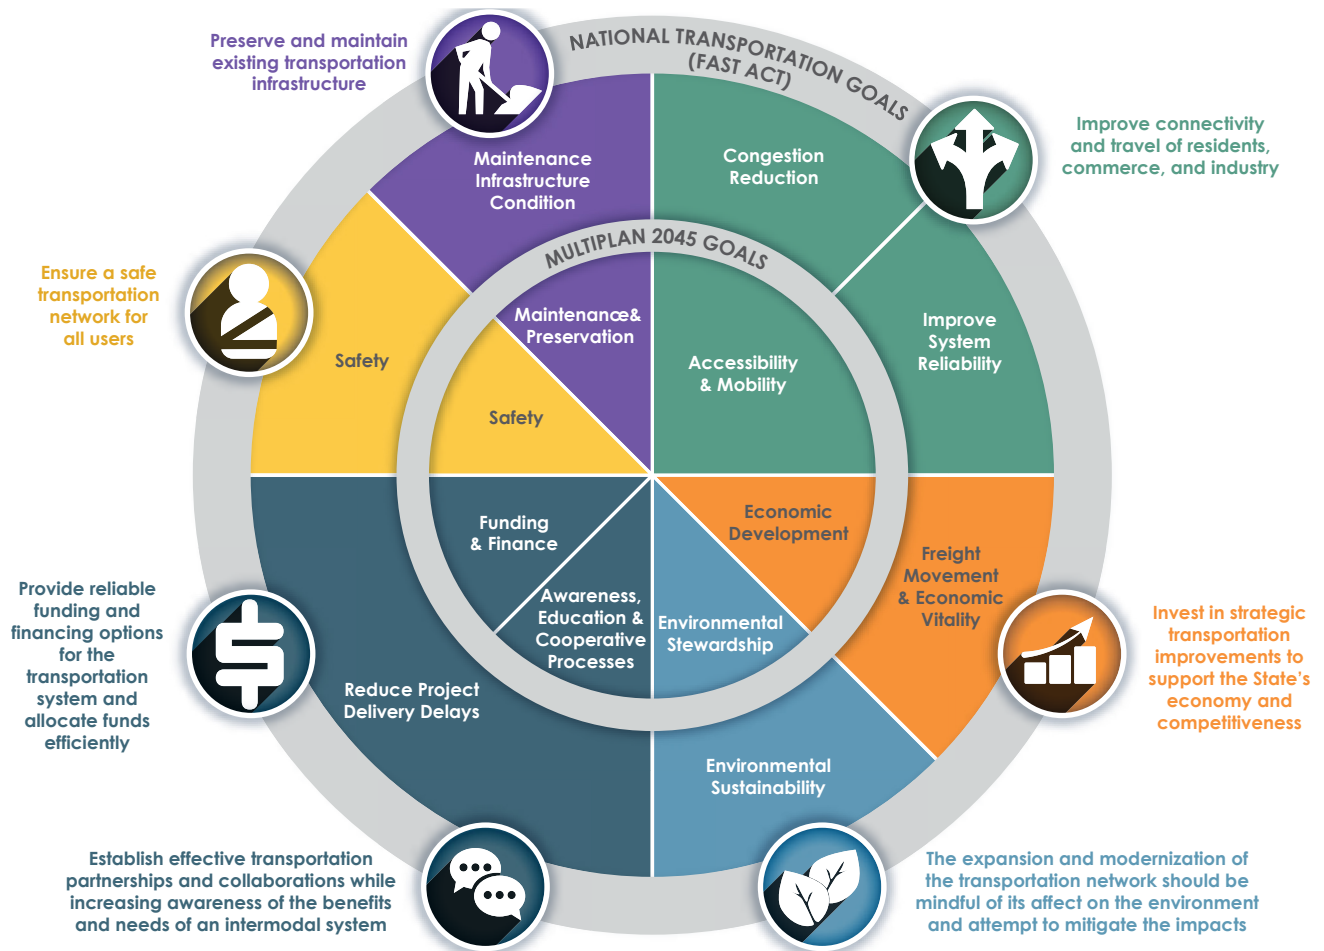 NATIONAL TRANSPORTATION GOALS
(FAST ACT)
Preserve and maintain
existing transportation
infrastructure
Improve connectivity
and travel of residents,
commerce, and industry
Maintenance
Infrastructure
Condition
Congestion
Reduction
MULTIPLAN 2045 GOALS
Ensure a safe
transportation
network for
all users
Safety
Maintenance&
Preservation
Accessibility
& Mobility
Improve
System
Reliability
Safety
Funding
& Finance
Awareness,
Education &
Cooperative
Processes
Environmental
Stewardship
Economic
Development
Freight
Movement
& Economic
Vitality
Provide reliable
funding and
financing options
for the
transportation
system and
allocate funds
efficiently
Reduce Project
Delivery Delays
Environmental
Sustainability
Invest in strategic
transportation
improvements to
support the State’s
economy and
competitiveness
Establish effective transportation
partnerships and collaborations while
increasing awareness of the benefits
and needs of an intermodal system
The expansion and modernization of
the transportation network should be
mindful of its affect on the environment
and attempt to mitigate the impacts